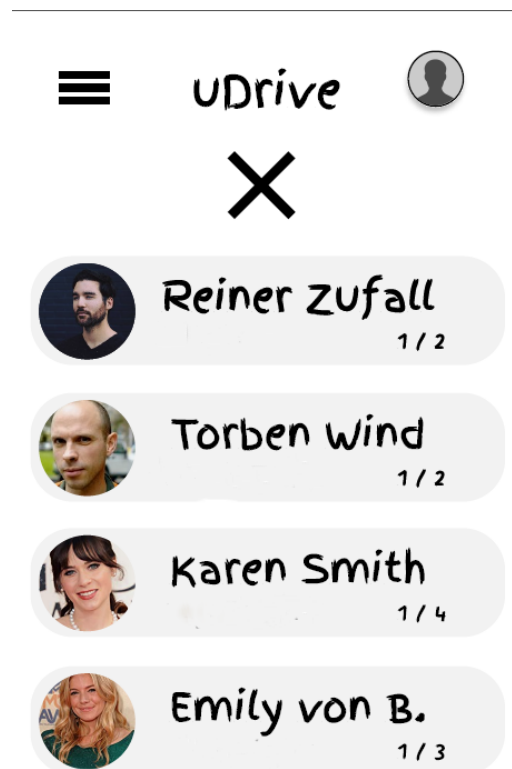 uDrive
Reiner Zufall
1 / 2
Torben Wind
1 / 2
Karen Smith
1 / 4
Emily von B.
1 / 3